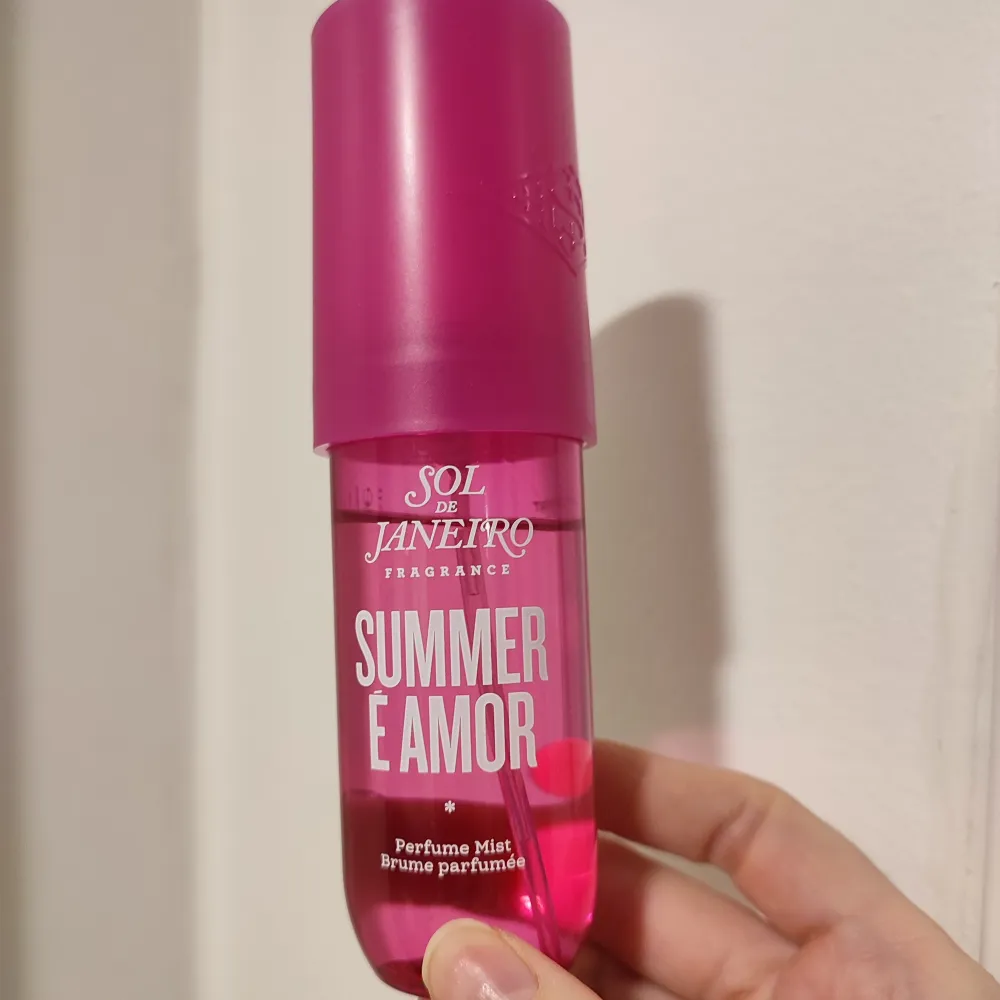 SOL
DE
JANEIRO
FRAGRANCE
SUMMER
É AMOR
*
Perfume Mist
Brume parfumée